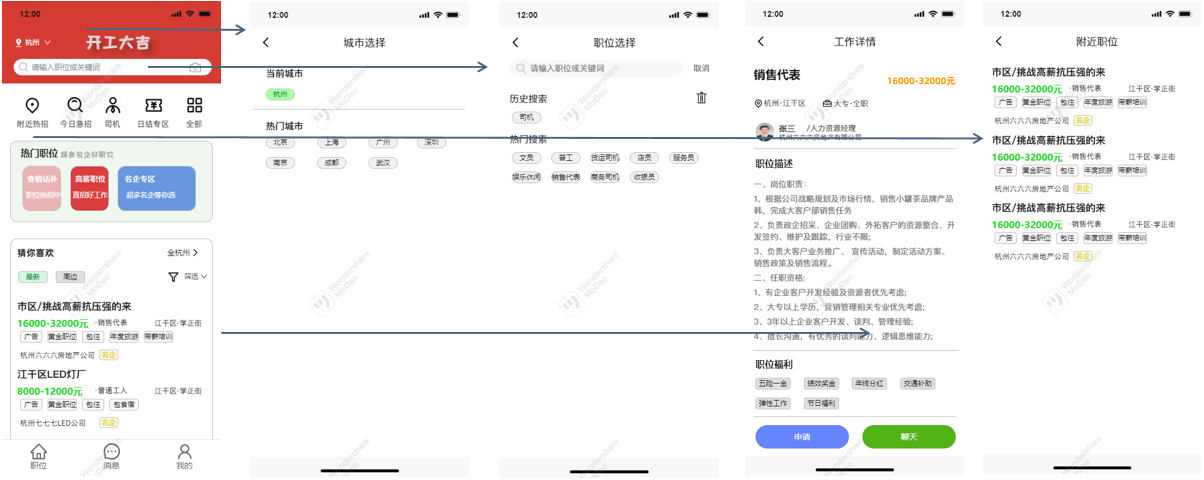 12:00
杭州
开工大吉
请输入职位或关键词
附近热招
今日急招
司机
日结专区
全部
热门职位 超多名企好职位
食宿话补
职位热招中
高薪职位
直招好工作
名企专区
超多名企等你选
猜你喜欢
全杭州
最新
周边
筛选
市区/挑战高薪抗压强的来
16000-32000元 ·销售代表 江干区·学正街
广告 黄金职位 包住 年度旅游 带薪培训
杭州六六六房地产公司 名企
江干区LED灯厂
8000-12000元 ·普通工人 江干区·学正街
广告 黄金职位 包住 包食宿
杭州七七七LED公司 名企
职位
消息
我的
12:00
城市选择
当前城市
杭州
热门城市
北京 上海 广州 深圳
南京 成都 武汉
12:00
职位选择
请输入职位或关键词 取消
历史搜索
司机
热门搜索
文员 普工 货运司机 店员 服务员
娱乐休闲 销售代表 商务司机 收银员
12:00
工作详情
销售代表
16000-32000元
杭州·江干区 大专·全职
张三 /人力资源经理
杭州六六六房地产公司
职位描述
一、岗位职责：
1、根据公司战略规划及市场行情，销售小罐茶品牌产品
韩，完成大客户部销售任务
2、负责政企招采、企业团购、外拓客户的资源整合、开
发签约、维护及跟踪，行业不限;
3、负责大客户业务推广、 宣传活动，制定活动方案、
销售政策及销售流程。
二、任职资格:
1、有企业客户开发经验及资源者优先考虑;
2、大专以上学历，营销管理相关专业优先考虑;
3、3年以上企业客户开发、谈判、管理经验;
4、擅长沟通，有优秀的谈判能力、逻辑思维能力;
职位福利
五险一金 绩效奖金 年终分红 交通补助
弹性工作 节日福利
申请
聊天
12:00
附近职位
市区/挑战高薪抗压强的来
16000-32000元 ·销售代表 江干区·学正街
广告 黄金职位 包住 年度旅游 带薪培训
杭州六六六房地产公司 名企
市区/挑战高薪抗压强的来
16000-32000元 ·销售代表 江干区·学正街
广告 黄金职位 包住 年度旅游 带薪培训
杭州六六六房地产公司 名企
市区/挑战高薪抗压强的来
16000-32000元 ·销售代表 江干区·学正街
广告 黄金职位 包住 年度旅游 带薪培训
杭州六六六房地产公司 名企
Wondershare
MoDao